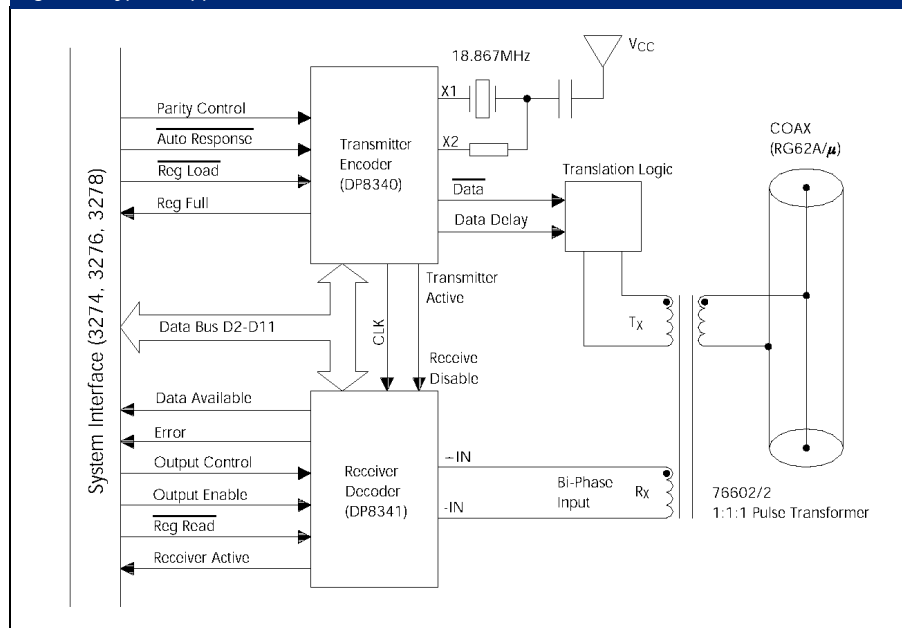 18.867MHz
VCC
X1
X2
Parity Control
Auto Response
Reg Load
Reg Full
Transmitter
Encoder
(DP8340)
Data
Data Delay
Translation Logic
COAX
(RG62A/μ)
System Interface (3274, 3276, 3278)
Data Bus D2-D11
CLK
Transmitter
Active
Receive
Disable
TX
Data Available
Error
Output Control
Output Enable
Reg Read
Receiver Active
Receiver
Decoder
(DP8341)
–IN
-IN
Bi-Phase
Input
RX
76602/2
1:1:1 Pulse Transformer